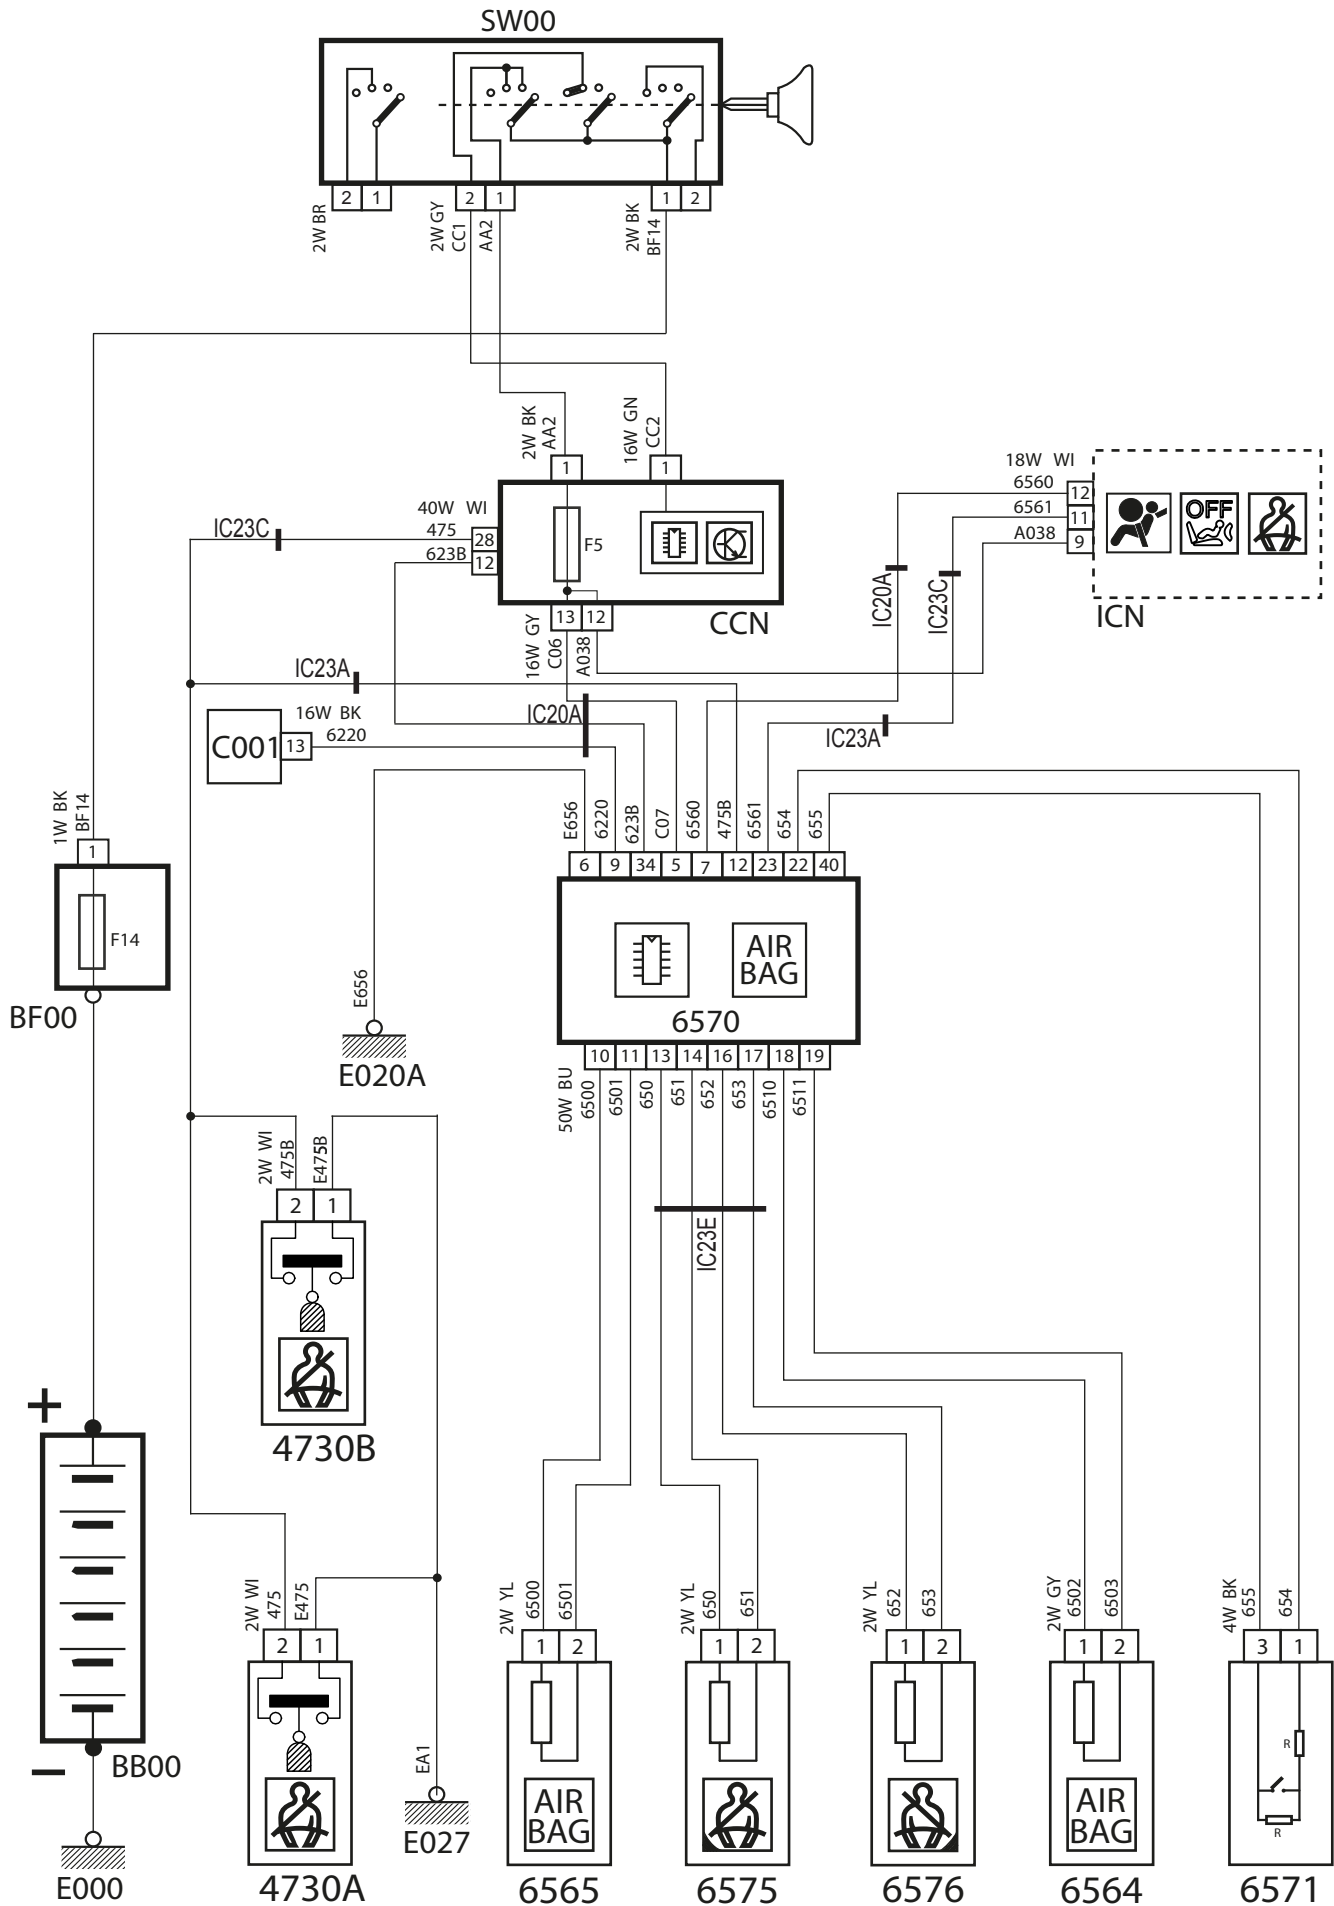 SW00
2 1
2 1
1 2
2W BR
2W GY
CC1
AA2
2W BK
BF14
2W BK
AA2
16W GN
CC2
1
1
18W WI
6560
12
6561
11
A038
9
OFF
ICN
IC23C
40W WI
475
28
623B
12
F5
CCN
13 12
16W GY
C06
A038
IC20A
IC23C
IC23A
IC20A
IC23A
C001
13
16W BK
6220
1W BK
BF14
1
F14
BF00
E656
6220
623B
C07
6560
475B
6561
654
655
6 9 34 5 7 12 23 22 40
AIR
BAG
6570
E656
E020A
10 11 13 14 16 17 18 19
50W BU
6500
6501
650
651
652
653
6510
6511
IC23E
2W WI
475B
E475B
2 1
4730B
+
−
BB00
E000
2W WI
475
E475
2 1
4730A
EA1
E027
2W YL
6500
6501
1 2
AIR
BAG
6565
2W YL
650
651
1 2
6575
2W YL
652
653
1 2
6576
2W GY
6502
6503
1 2
AIR
BAG
6564
4W BK
655
654
3 1
R
R
6571